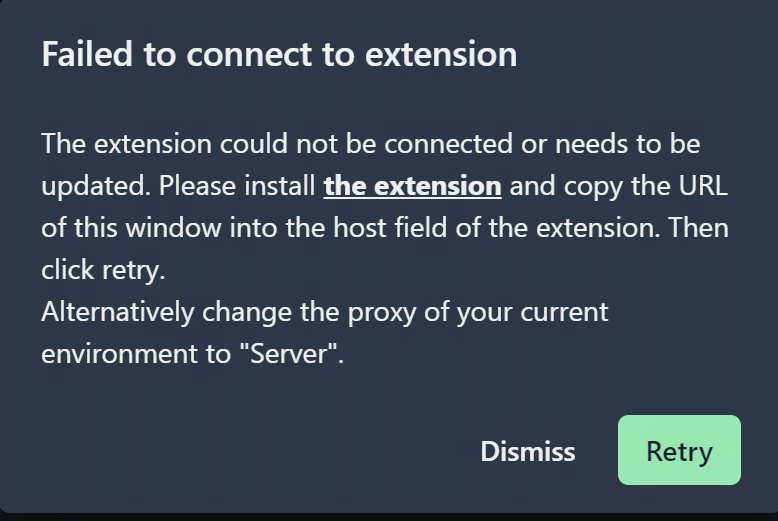 Failed to connect to extension
The extension could not be connected or needs to be
updated. Please install the extension and copy the URL
of this window into the host field of the extension. Then
click retry.
Alternatively change the proxy of your current
environment to "Server".
Dismiss
Retry